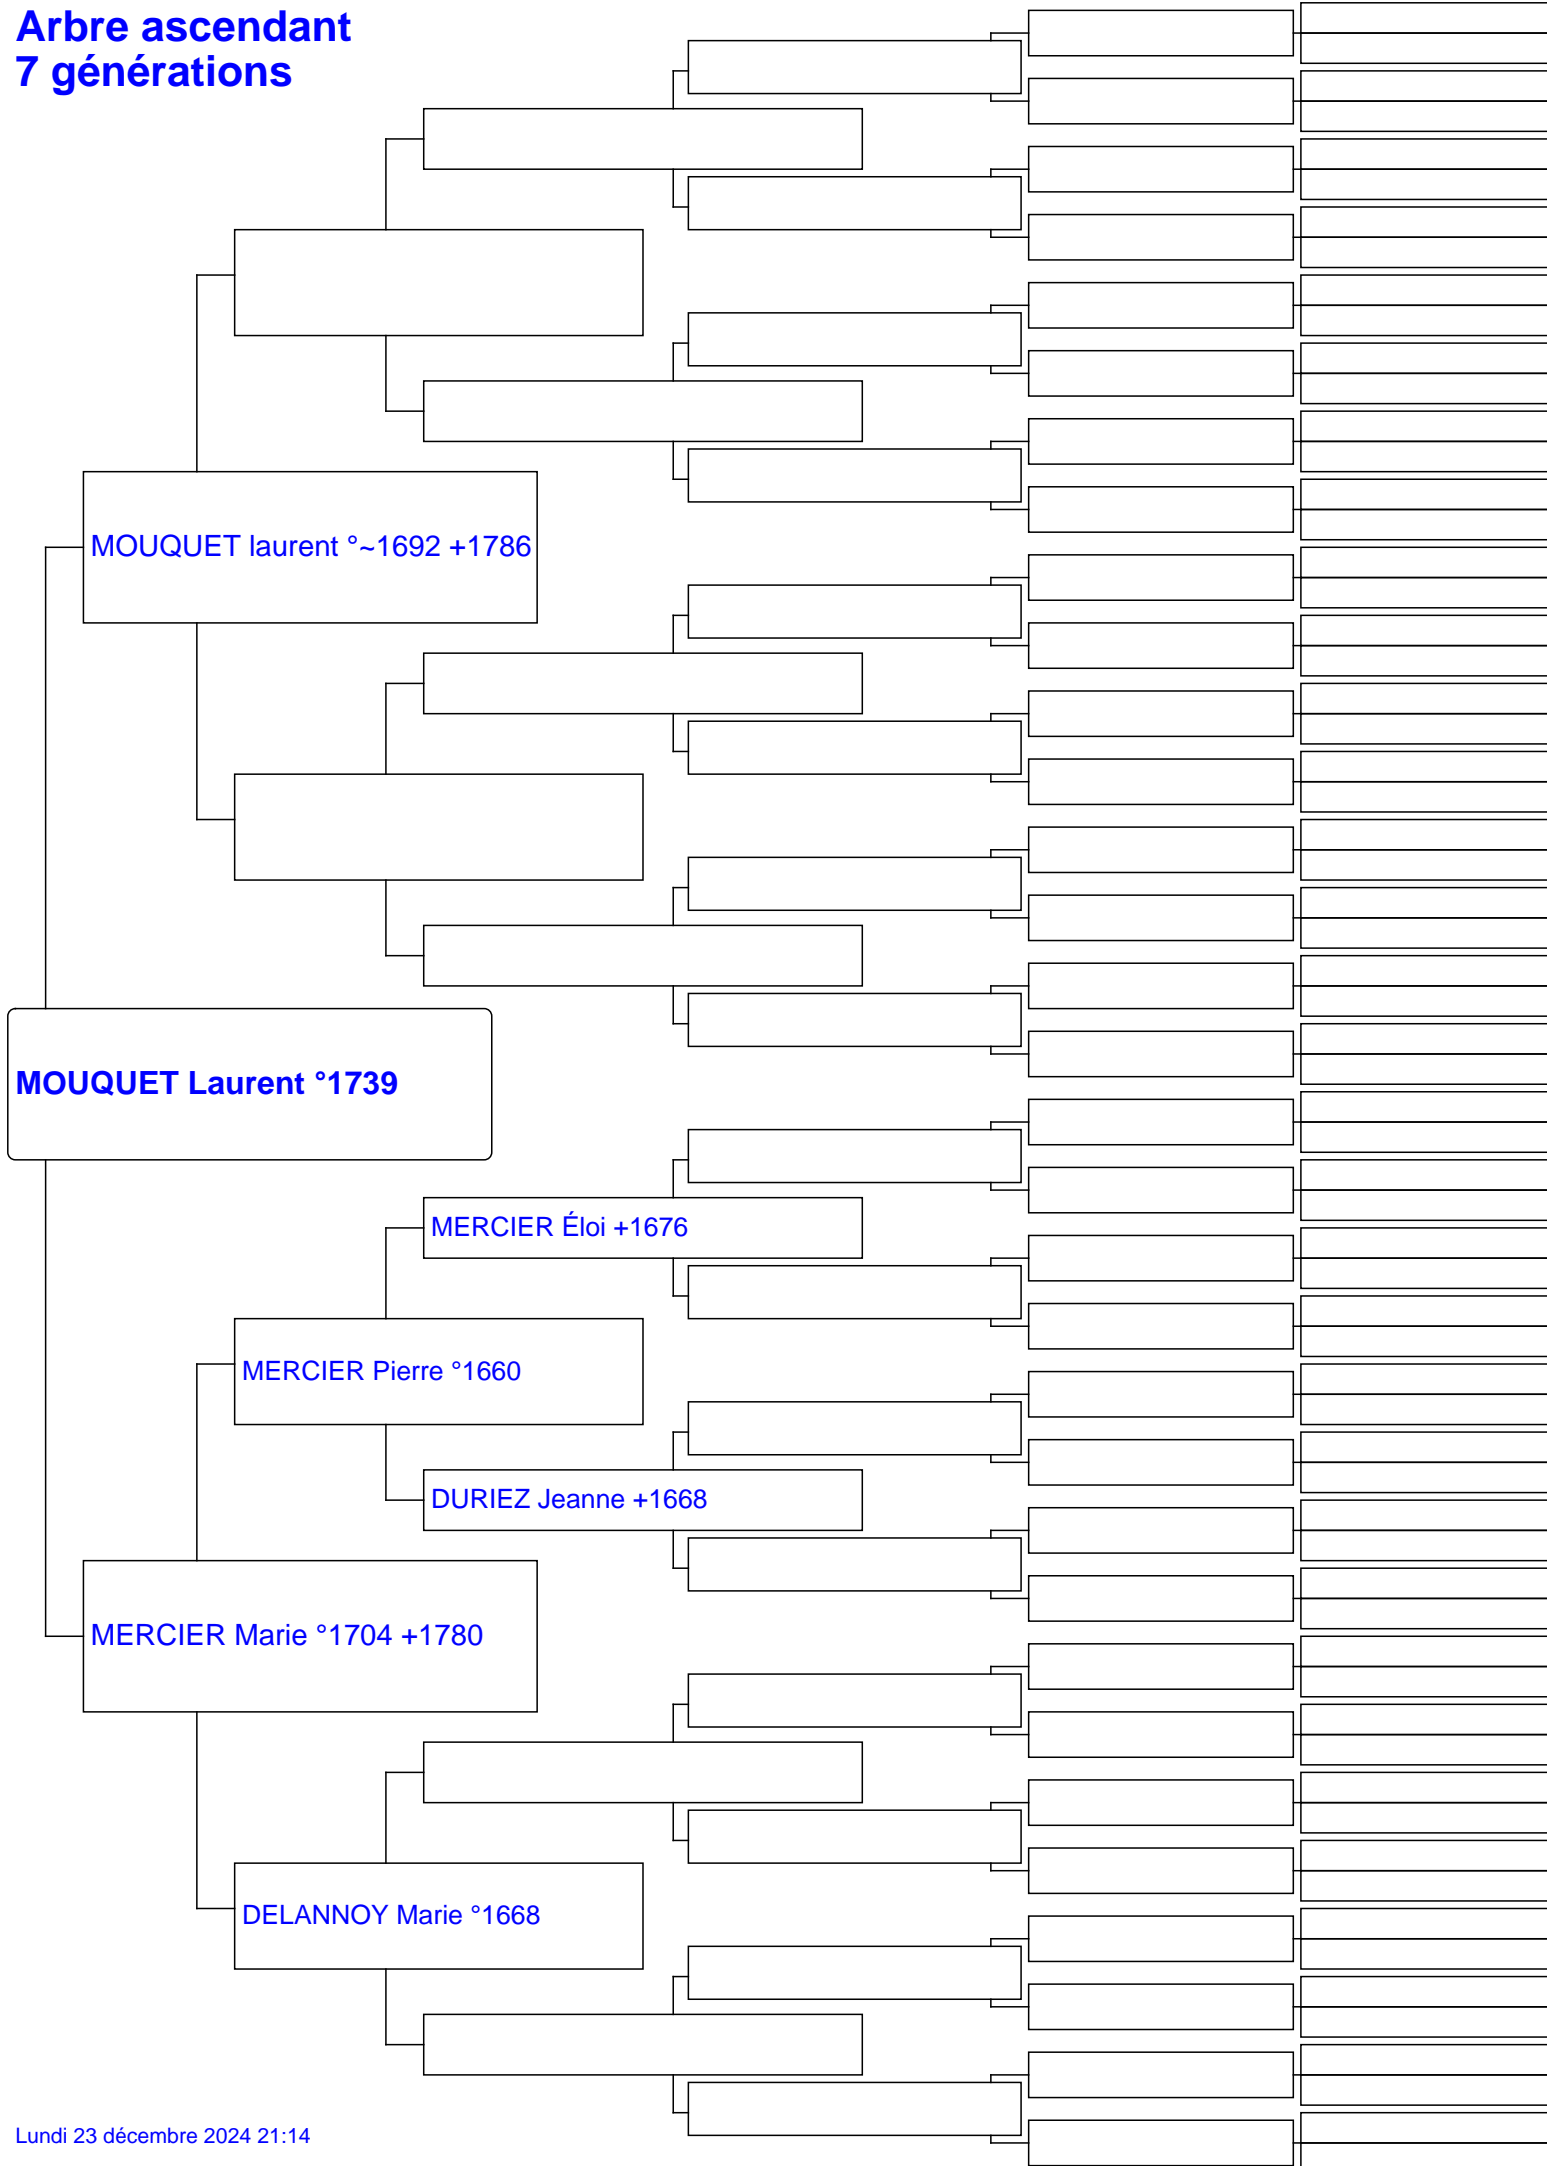 Arbre ascendant
7 générations
MOUQUET laurent °~1692 +1786
MOUQUET Laurent °1739
MERCIER Éloi +1676
MERCIER Pierre °1660
DURIEZ Jeanne +1668
MERCIER Marie °1704 +1780
DELANNOY Marie °1668
Lundi 23 décembre 2024 21:14